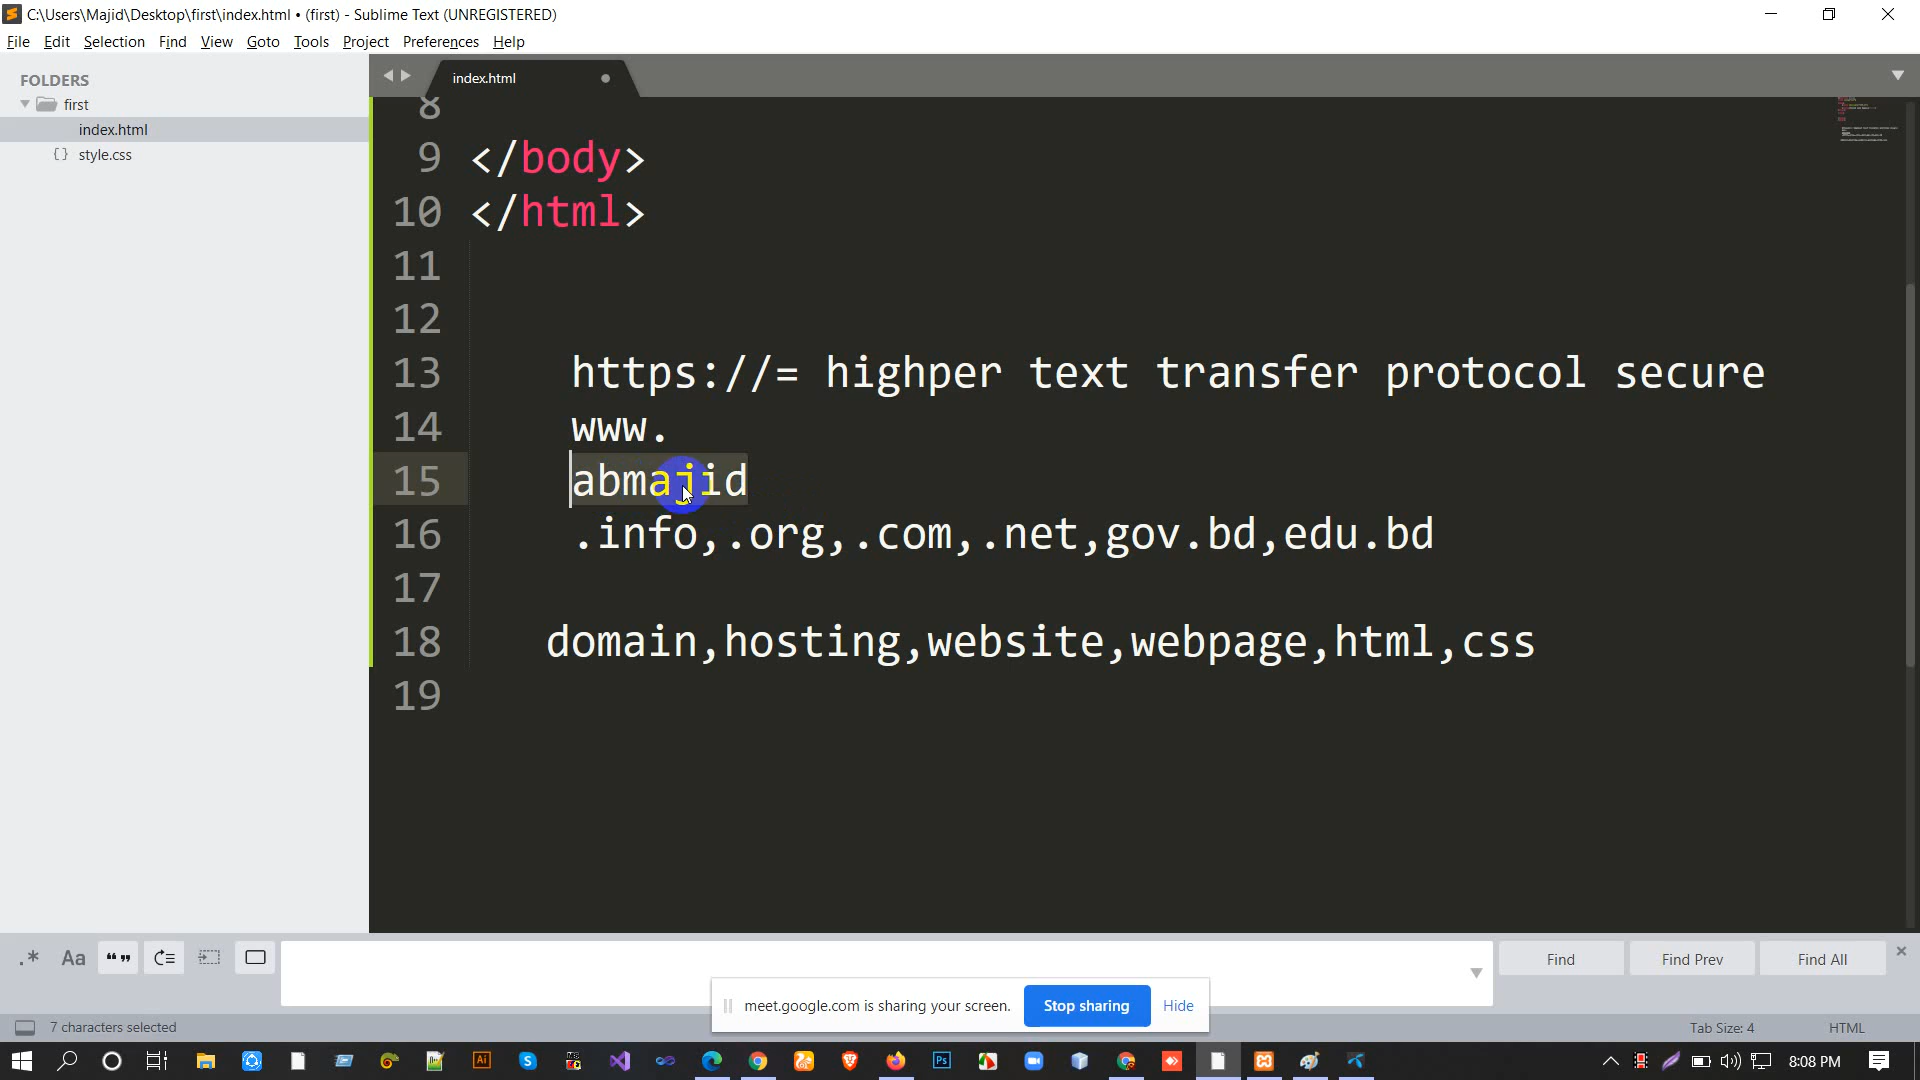 C:\Users\Majid\Desktop\first\index.html • (first) - Sublime Text (UNREGISTERED)
File Edit Selection Find View Goto Tools Project Preferences Help
FOLDERS
first
index.html
{} style.css
index.html
8
9 </body>
10 </html>
11
12
13 https://= highper text transfer protocol secure
14 www.
15 abmajid
16 .info,.org,.com,.net,gov.bd,edu.bd
17
18 domain,hosting,website,webpage,html,css
19
.* Aa “” Find Find Prev Find All
meet.google.com is sharing your screen. Stop sharing Hide
7 characters selected Tab Size: 4 HTML
8:08 PM